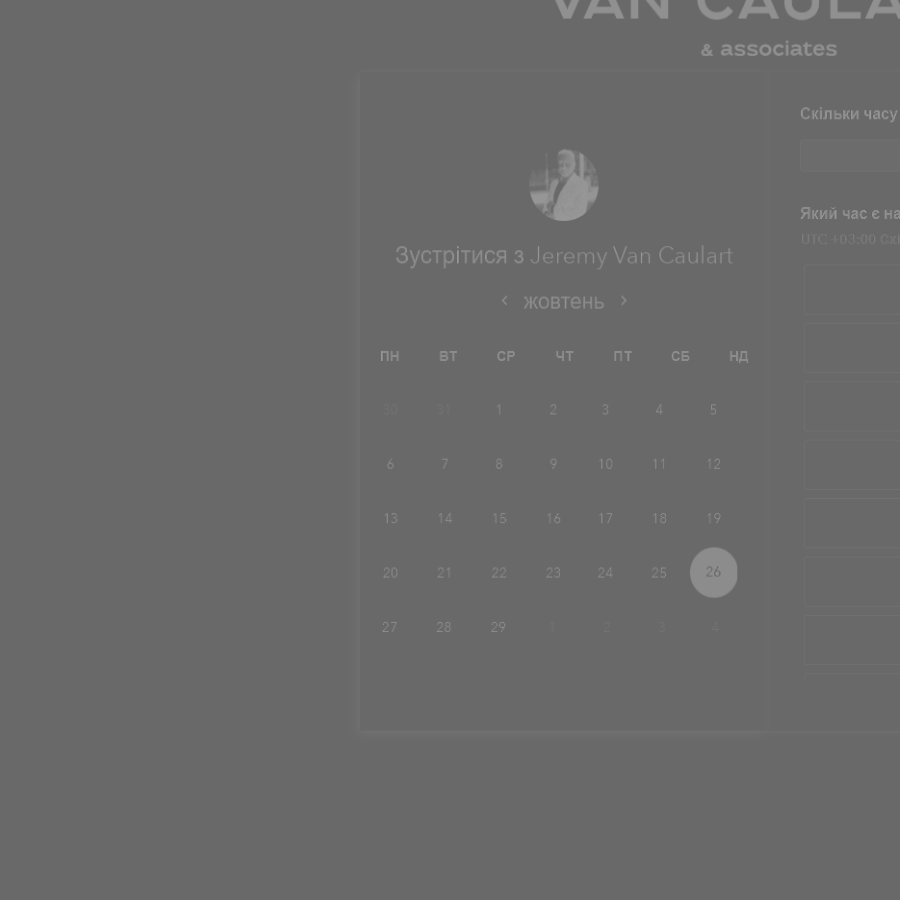 VAN CAULA
& associates
Скільки часу
Який час є на
UTC +03:00 Схі
Зустрітися з Jeremy Van Caulart
‹ жовтень ›
ПН ВТ СР ЧТ ПТ СБ НД
30 31 1 2 3 4 5
6 7 8 9 10 11 12
13 14 15 16 17 18 19
20 21 22 23 24 25 26
27 28 29 1 2 3 4